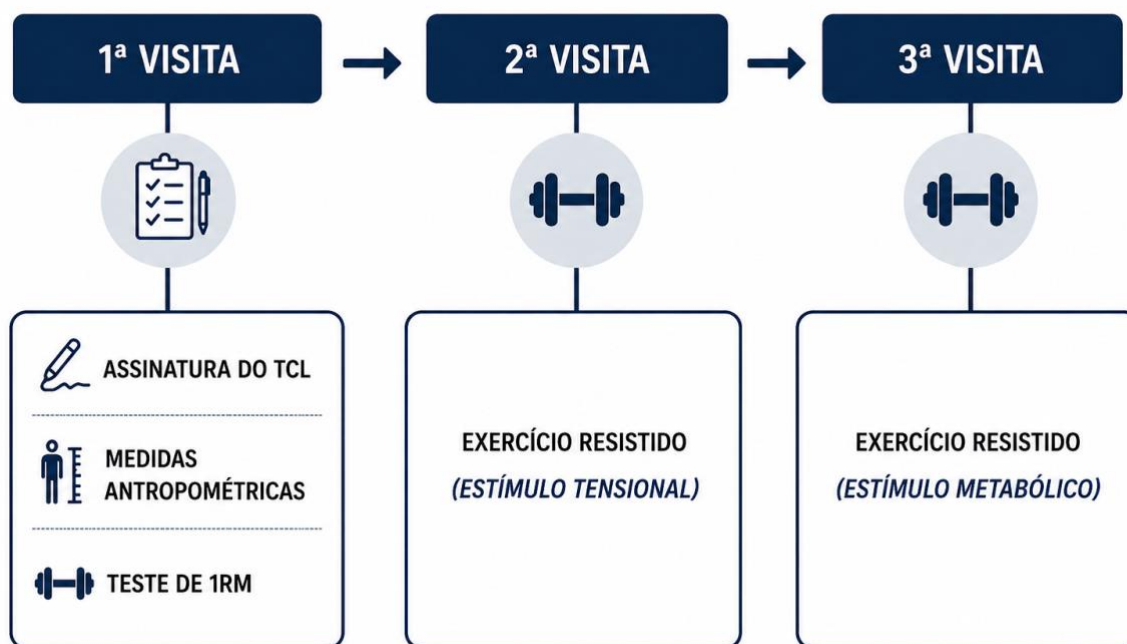 1ª VISITA
2ª VISITA
3ª VISITA
ASSINATURA DO TCL
MEDIDAS
ANTROPOMÉTRICAS
TESTE DE 1RM
EXERCÍCIO RESISTIDO
(ESTÍMULO TENSIONAL)
EXERCÍCIO RESISTIDO
(ESTÍMULO METABÓLICO)